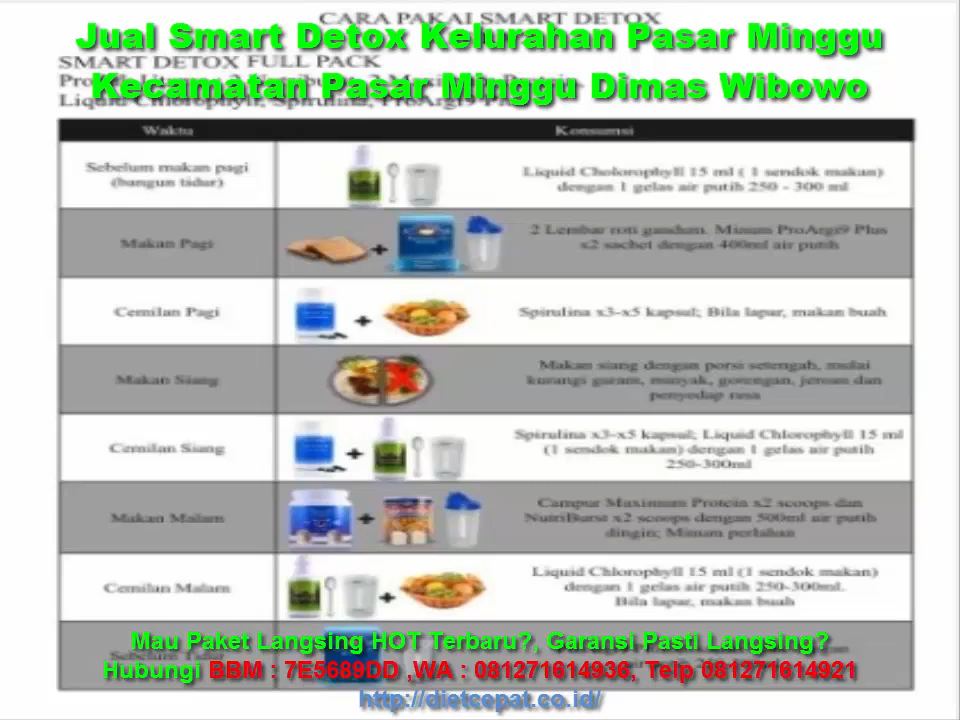 CARA PAKAI SMART DETOX
Jual Smart Detox Kelurahan Pasar Minggu
SMART DETOX FULL PACK
Kecamatan Pasar Minggu Dimas Wibowo
Liquid Chlorophyll, Spirulina, ProArgi9
Waktu Konsumsi
Sebelum makan pagi
(bangun tidur)
Liquid Cholorophyll 15 ml ( 1 sendok makan)
dengan 1 gelas air putih 250 - 300 ml
Makan Pagi
2 Lembar roti gandum. Minum ProArgi9 Plus
x2 sachet dengan 400ml air putih
Cemilan Pagi
Spirulina x3-x5 kapsul; Bila lapar, makan buah
Makan Siang
Makan siang dengan porsi setengah, mulai
kurangi garam, minyak, gorengan, jeroan dan
penyedap rasa
Cemilan Siang
Spirulina x3-x5 kapsul; Liquid Chlorophyll 15 ml
(1 sendok makan) dengan 1 gelas air putih
250-300ml
Makan Malam
Campur Maximum Protein x2 scoops dan
NutriBurst x2 scoops dengan 500ml air putih
dingin; Minum perlahan
Cemilan Malam
Liquid Chlorophyll 15 ml (1 sendok makan)
dengan 1 gelas air putih 250-300ml.
Bila lapar, makan buah
Mau Paket Langsing HOT Terbaru?, Garansi Pasti Langsing?
Sebelum Tidur
Hubungi BBM : 7E5689DD ,WA : 081271614936, Telp 081271614921
http://dietcepat.co.id/